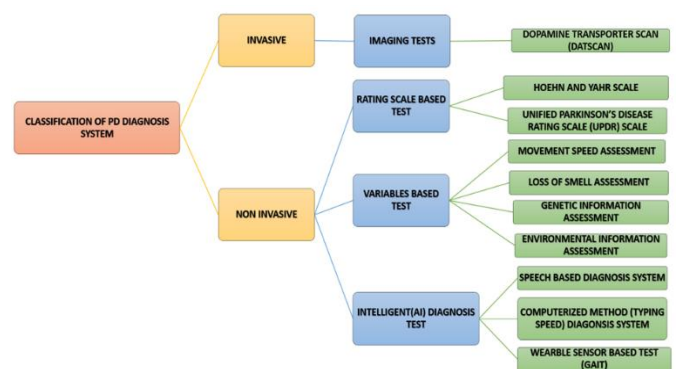 CLASSIFICATION OF PD DIAGNOSIS
SYSTEM
INVASIVE
NON INVASIVE
IMAGING TESTS
RATING SCALE BASED
TEST
VARIABLES BASED
TEST
INTELLIGENT(AI) DIAGNOSIS
TEST
DOPAMINE TRANSPORTER SCAN
(DATSCAN)
HOEHN AND YAHR SCALE
UNIFIED PARKINSON'S DISEASE
RATING SCALE (UPDR) SCALE
MOVEMENT SPEED ASSESSMENT
LOSS OF SMELL ASSESSMENT
GENETIC INFORMATION
ASSESSMENT
ENVIRONMENTAL INFORMATION
ASSESSMENT
SPEECH BASED DIAGNOSIS SYSTEM
COMPUTERIZED METHOD (TYPING
SPEED) DIAGONSIS SYSTEM
WEARBLE SENSOR BASED TEST
(GAIT)